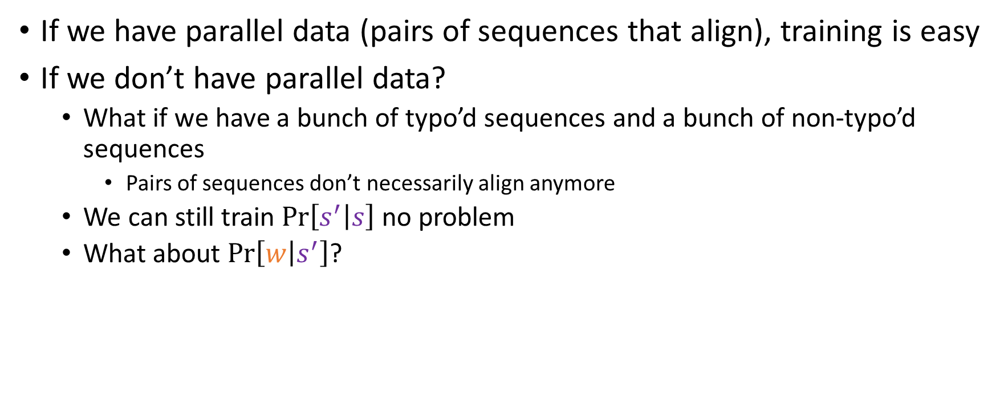 • If we have parallel data (pairs of sequences that align), training is easy
• If we don’t have parallel data?
• What if we have a bunch of typo’d sequences and a bunch of non-typo’d
sequences
• Pairs of sequences don’t necessarily align anymore
• We can still train Pr[s′|s] no problem
• What about Pr[w|s′]?